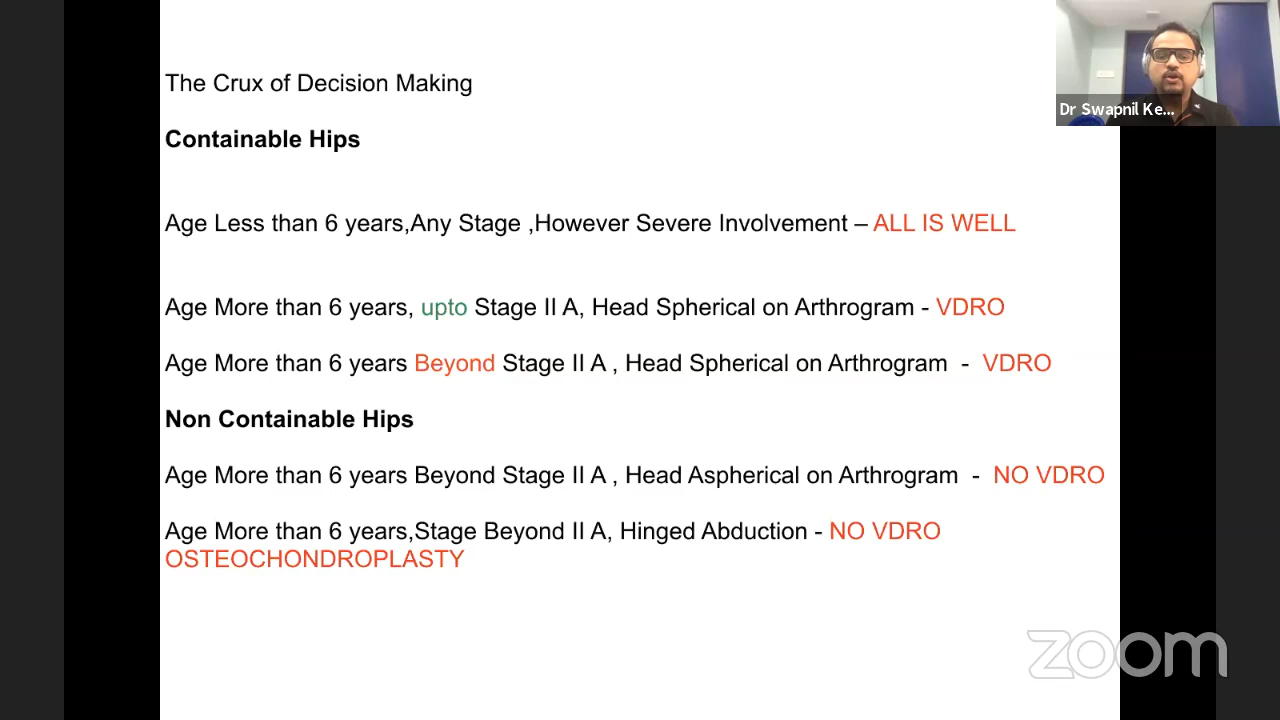 The Crux of Decision Making
Dr Swapnil Ke...
Containable Hips
Age Less than 6 years,Any Stage ,However Severe Involvement – ALL IS WELL
Age More than 6 years, upto Stage II A, Head Spherical on Arthrogram - VDRO
Age More than 6 years Beyond Stage II A , Head Spherical on Arthrogram - VDRO
Non Containable Hips
Age More than 6 years Beyond Stage II A , Head Aspherical on Arthrogram - NO VDRO
Age More than 6 years,Stage Beyond II A, Hinged Abduction - NO VDRO
OSTEOCHONDROPLASTY
zoom